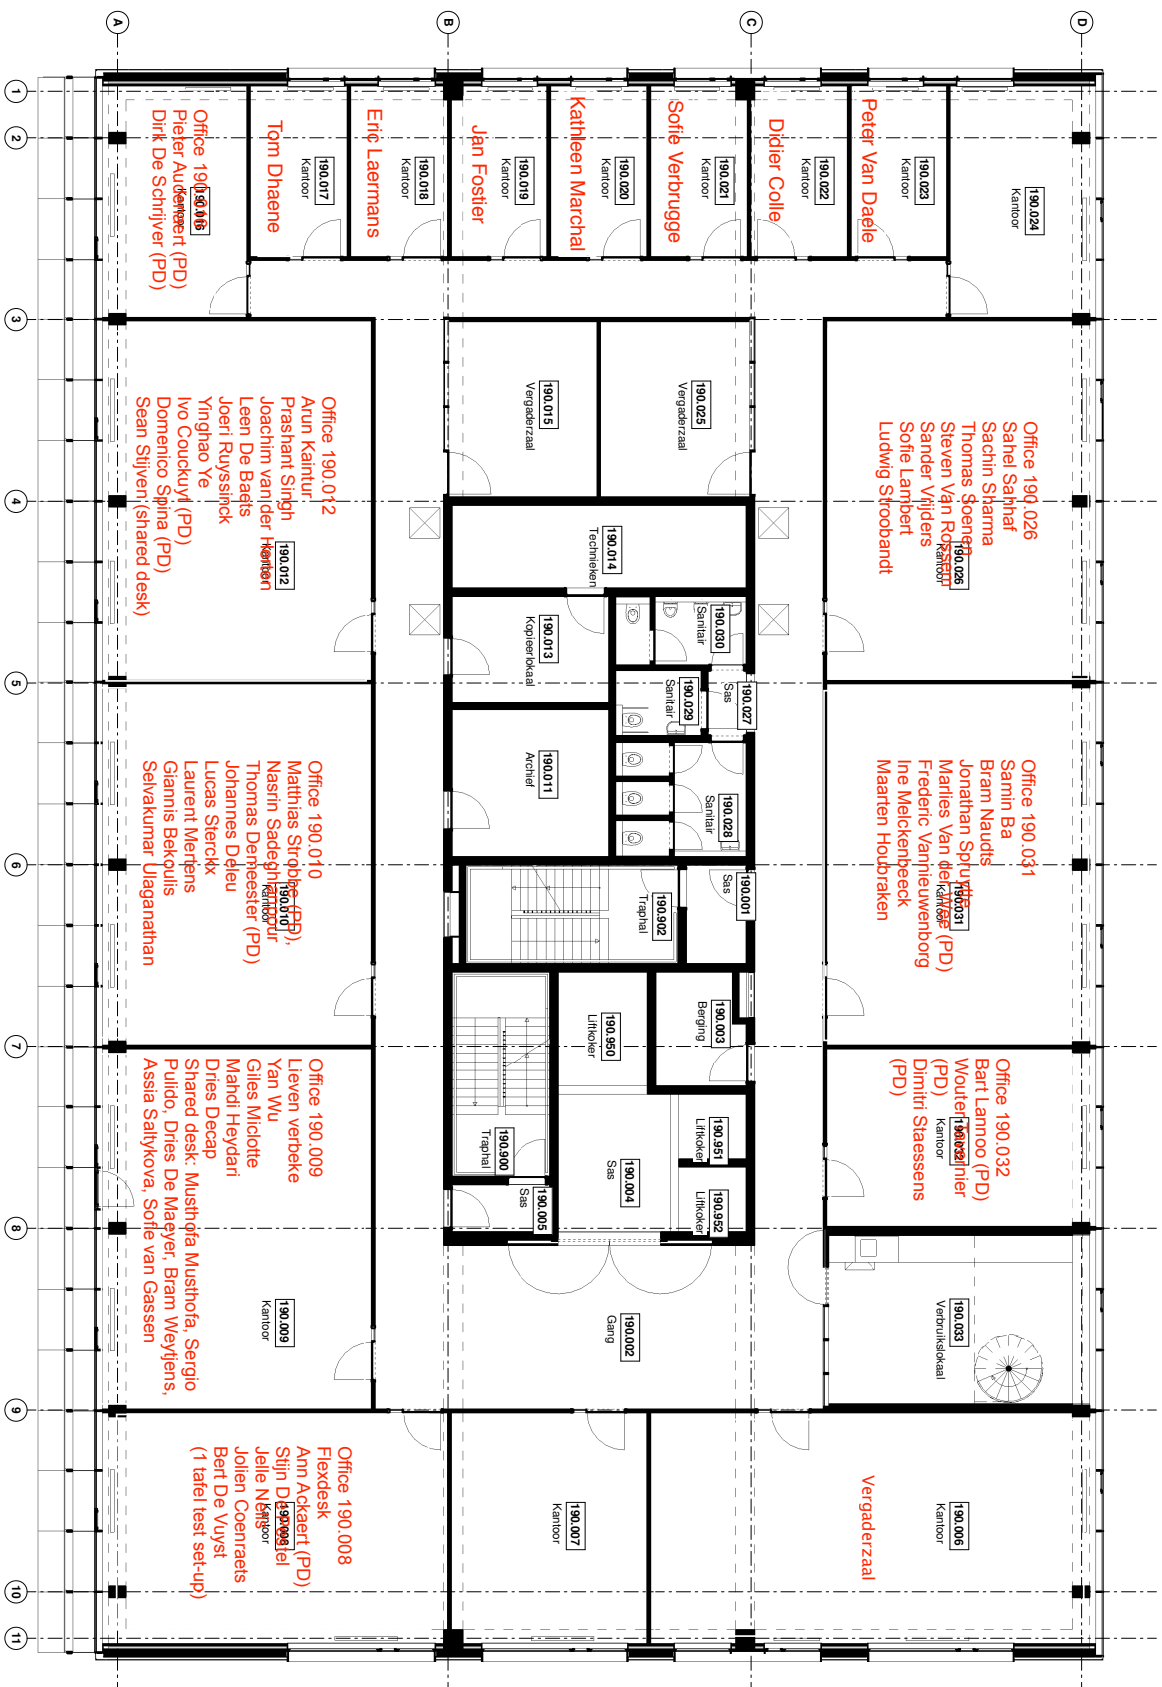 A
B
C
D
1
2
3
4
5
6
7
8
9
10
11
190.024
Kantoor
190.023
Kantoor
Peter Van Daele
190.022
Kantoor
Didier Colle
190.021
Kantoor
Sofie Verbrugge
190.020
Kantoor
Kathleen Marchal
190.019
Kantoor
Jan Fostier
190.018
Kantoor
Eric Laermans
190.017
Kantoor
Tom Dhaene
190.016
Kantoor
Office 190.016
Pieter Audenaert (PD)
Dirk De Schrijver (PD)
Office 190.026
Sahel Sahhaf
Sachin Sharma
Thomas Soenen
Steven Van Rossem
Sander Vrijders
Sofie Lambert
Ludwig Stroobandt
190.026
Kantoor
190.025
Vergaderzaal
190.015
Vergaderzaal
190.014
Technieken
190.013
Kopieerlokaal
190.011
Archief
190.030
Sanitair
190.029
Sanitair
190.027
Sas
190.028
Sanitair
190.001
Sas
190.902
Traphal
Office 190.012
Arun Kaintur
Prashant Singh
Joachim van der Herten
Leen De Baets
Joeri Ruyssinck
Yinghao Ye
Ivo Couckuyt (PD)
Domenico Spina (PD)
Sean Stijven (shared desk)
190.012
Kantoor
Office 190.031
Samin Ba
Bram Naudts
Jonathan Spruytte
Marlies Van der Wee (PD)
Frederic Vannieuwenborg
Ine Melckenbeeck
Maarten Houbraken
190.031
Kantoor
Office 190.010
Matthias Strobbe (PD),
Nasrin Sadeghianpour
Thomas Demeester (PD)
Johannes Deleu
Lucas Sterckx
Laurent Mertens
Giannis Bekoulis
Selvakumar Ulaganathan
190.010
Kantoor
190.003
Berging
190.950
Liftkoker
190.951
Liftkoker
190.952
Liftkoker
190.004
Sas
190.900
Traphal
190.005
Sas
Office 190.032
Bart Lannoo (PD)
Wouter Tavernier
(PD)
Dimitri Staessens
(PD)
190.032
Kantoor
Office 190.009
Lieven verbeke
Yan Wu
Giles Miclotte
Mahdi Heydari
Dries Decap
Shared desk: Musthofa Musthofa, Sergio
Pulido, Dries De Maeyer, Bram Weytjens,
Assia Saltykova, Sofie van Gassen
190.009
Kantoor
190.002
Gang
190.033
Verbruikslokaal
190.006
Kantoor
Vergaderzaal
190.007
Kantoor
Office 190.008
Flexdesk
Ann Ackaert (PD)
Stijn De Pestel
Jelle Nelis
Jolien Coenraets
Bert De Vuyst
(1 tafel test set-up)
190.008
Kantoor